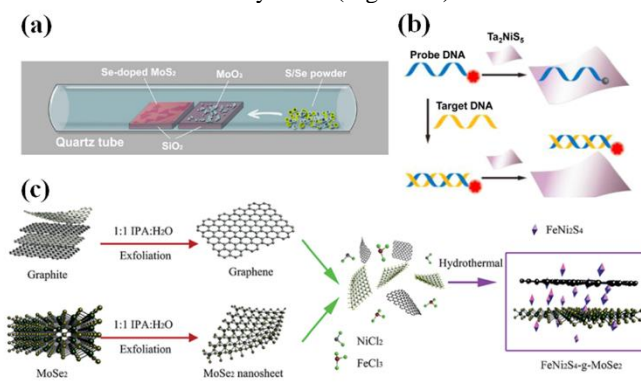 (a)
Se-doped MoS₂
MoO₃
S/Se powder
SiO₂
Quartz tube
(b)
Ta₂NiS₅
Probe DNA
Target DNA
(c)
Graphite
1:1 IPA:H₂O
Exfoliation
Graphene
MoSe₂
1:1 IPA:H₂O
Exfoliation
MoSe₂ nanosheet
NiCl₂
FeCl₃
Hydrothermal
FeNi₂S₄
FeNi₂S₄-g-MoSe₂